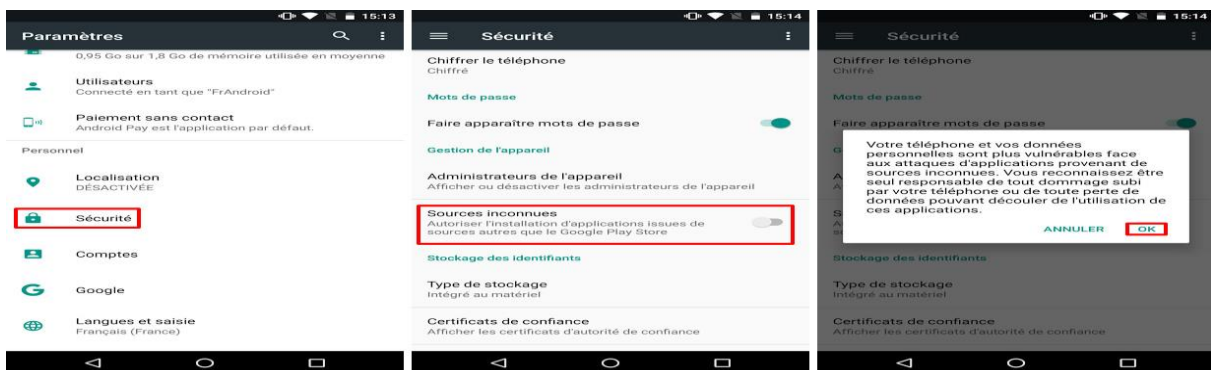 15:13
Paramètres
0,95 Go sur 1,8 Go de mémoire utilisée en moyenne
Utilisateurs
Connecté en tant que "FrAndroid"
Paiement sans contact
Android Pay est l'application par défaut.
Personnel
Localisation
DÉSACTIVÉE
Sécurité
Comptes
Google
Langues et saisie
Français (France)
15:14
Sécurité
Chiffrer le téléphone
Chiffré
Mots de passe
Faire apparaître mots de passe
Gestion de l'appareil
Administrateurs de l'appareil
Afficher ou désactiver les administrateurs de l'appareil
Sources inconnues
Autoriser l'installation d'applications issues de
sources autres que le Google Play Store
Stockage des identifiants
Type de stockage
Intégré au matériel
Certificats de confiance
Afficher les certificats d'autorité de confiance
15:14
Sécurité
Chiffrer le téléphone
Chiffré
Mots de passe
Faire apparaître mots de passe
Votre téléphone et vos données
personnelles sont plus vulnérables face
aux attaques d'applications provenant de
sources inconnues. Vous reconnaissez être
seul responsable de tout dommage subi
par votre téléphone ou de toute perte de
données pouvant découler de l'utilisation de
ces applications.
ANNULER OK
Stockage des identifiants
Type de stockage
Intégré au matériel
Certificats de confiance
Afficher les certificats d'autorité de confiance